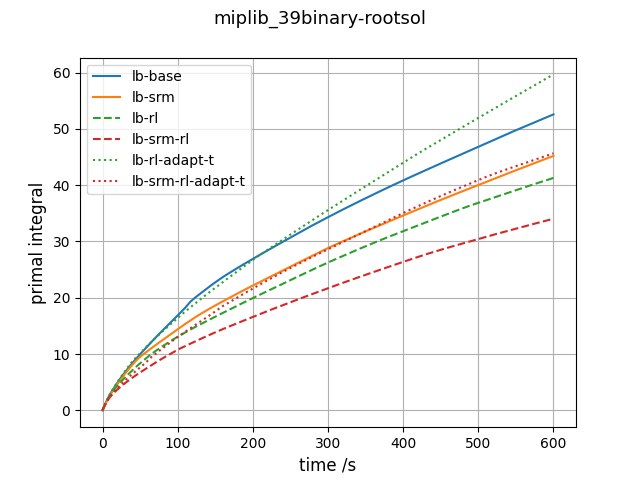 miplib_39binary-rootsol
primal integral
60
50
40
30
20
10
0
lb-base
lb-srm
lb-rl
lb-srm-rl
lb-rl-adapt-t
lb-srm-rl-adapt-t
0 100 200 300 400 500 600
time /s